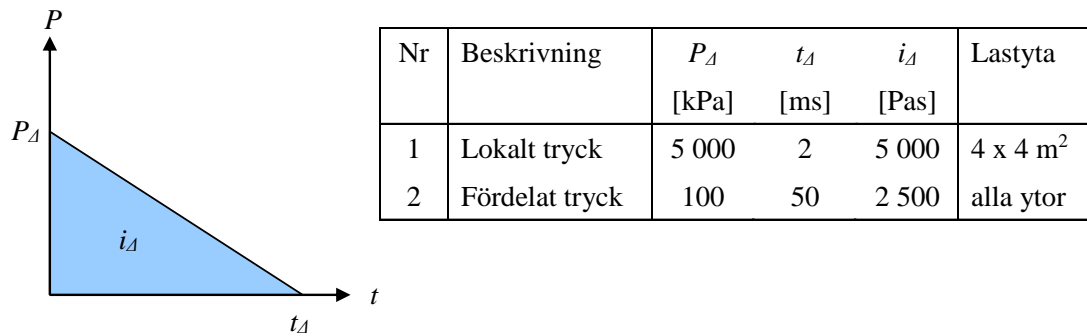 P
P_Δ
i_Δ
t
t_Δ
Nr Beskrivning P_Δ t_Δ i_Δ Lastyta
[kPa] [ms] [Pas]
1 Lokalt tryck 5 000 2 5 000 4 x 4 m²
2 Fördelat tryck 100 50 2 500 alla ytor